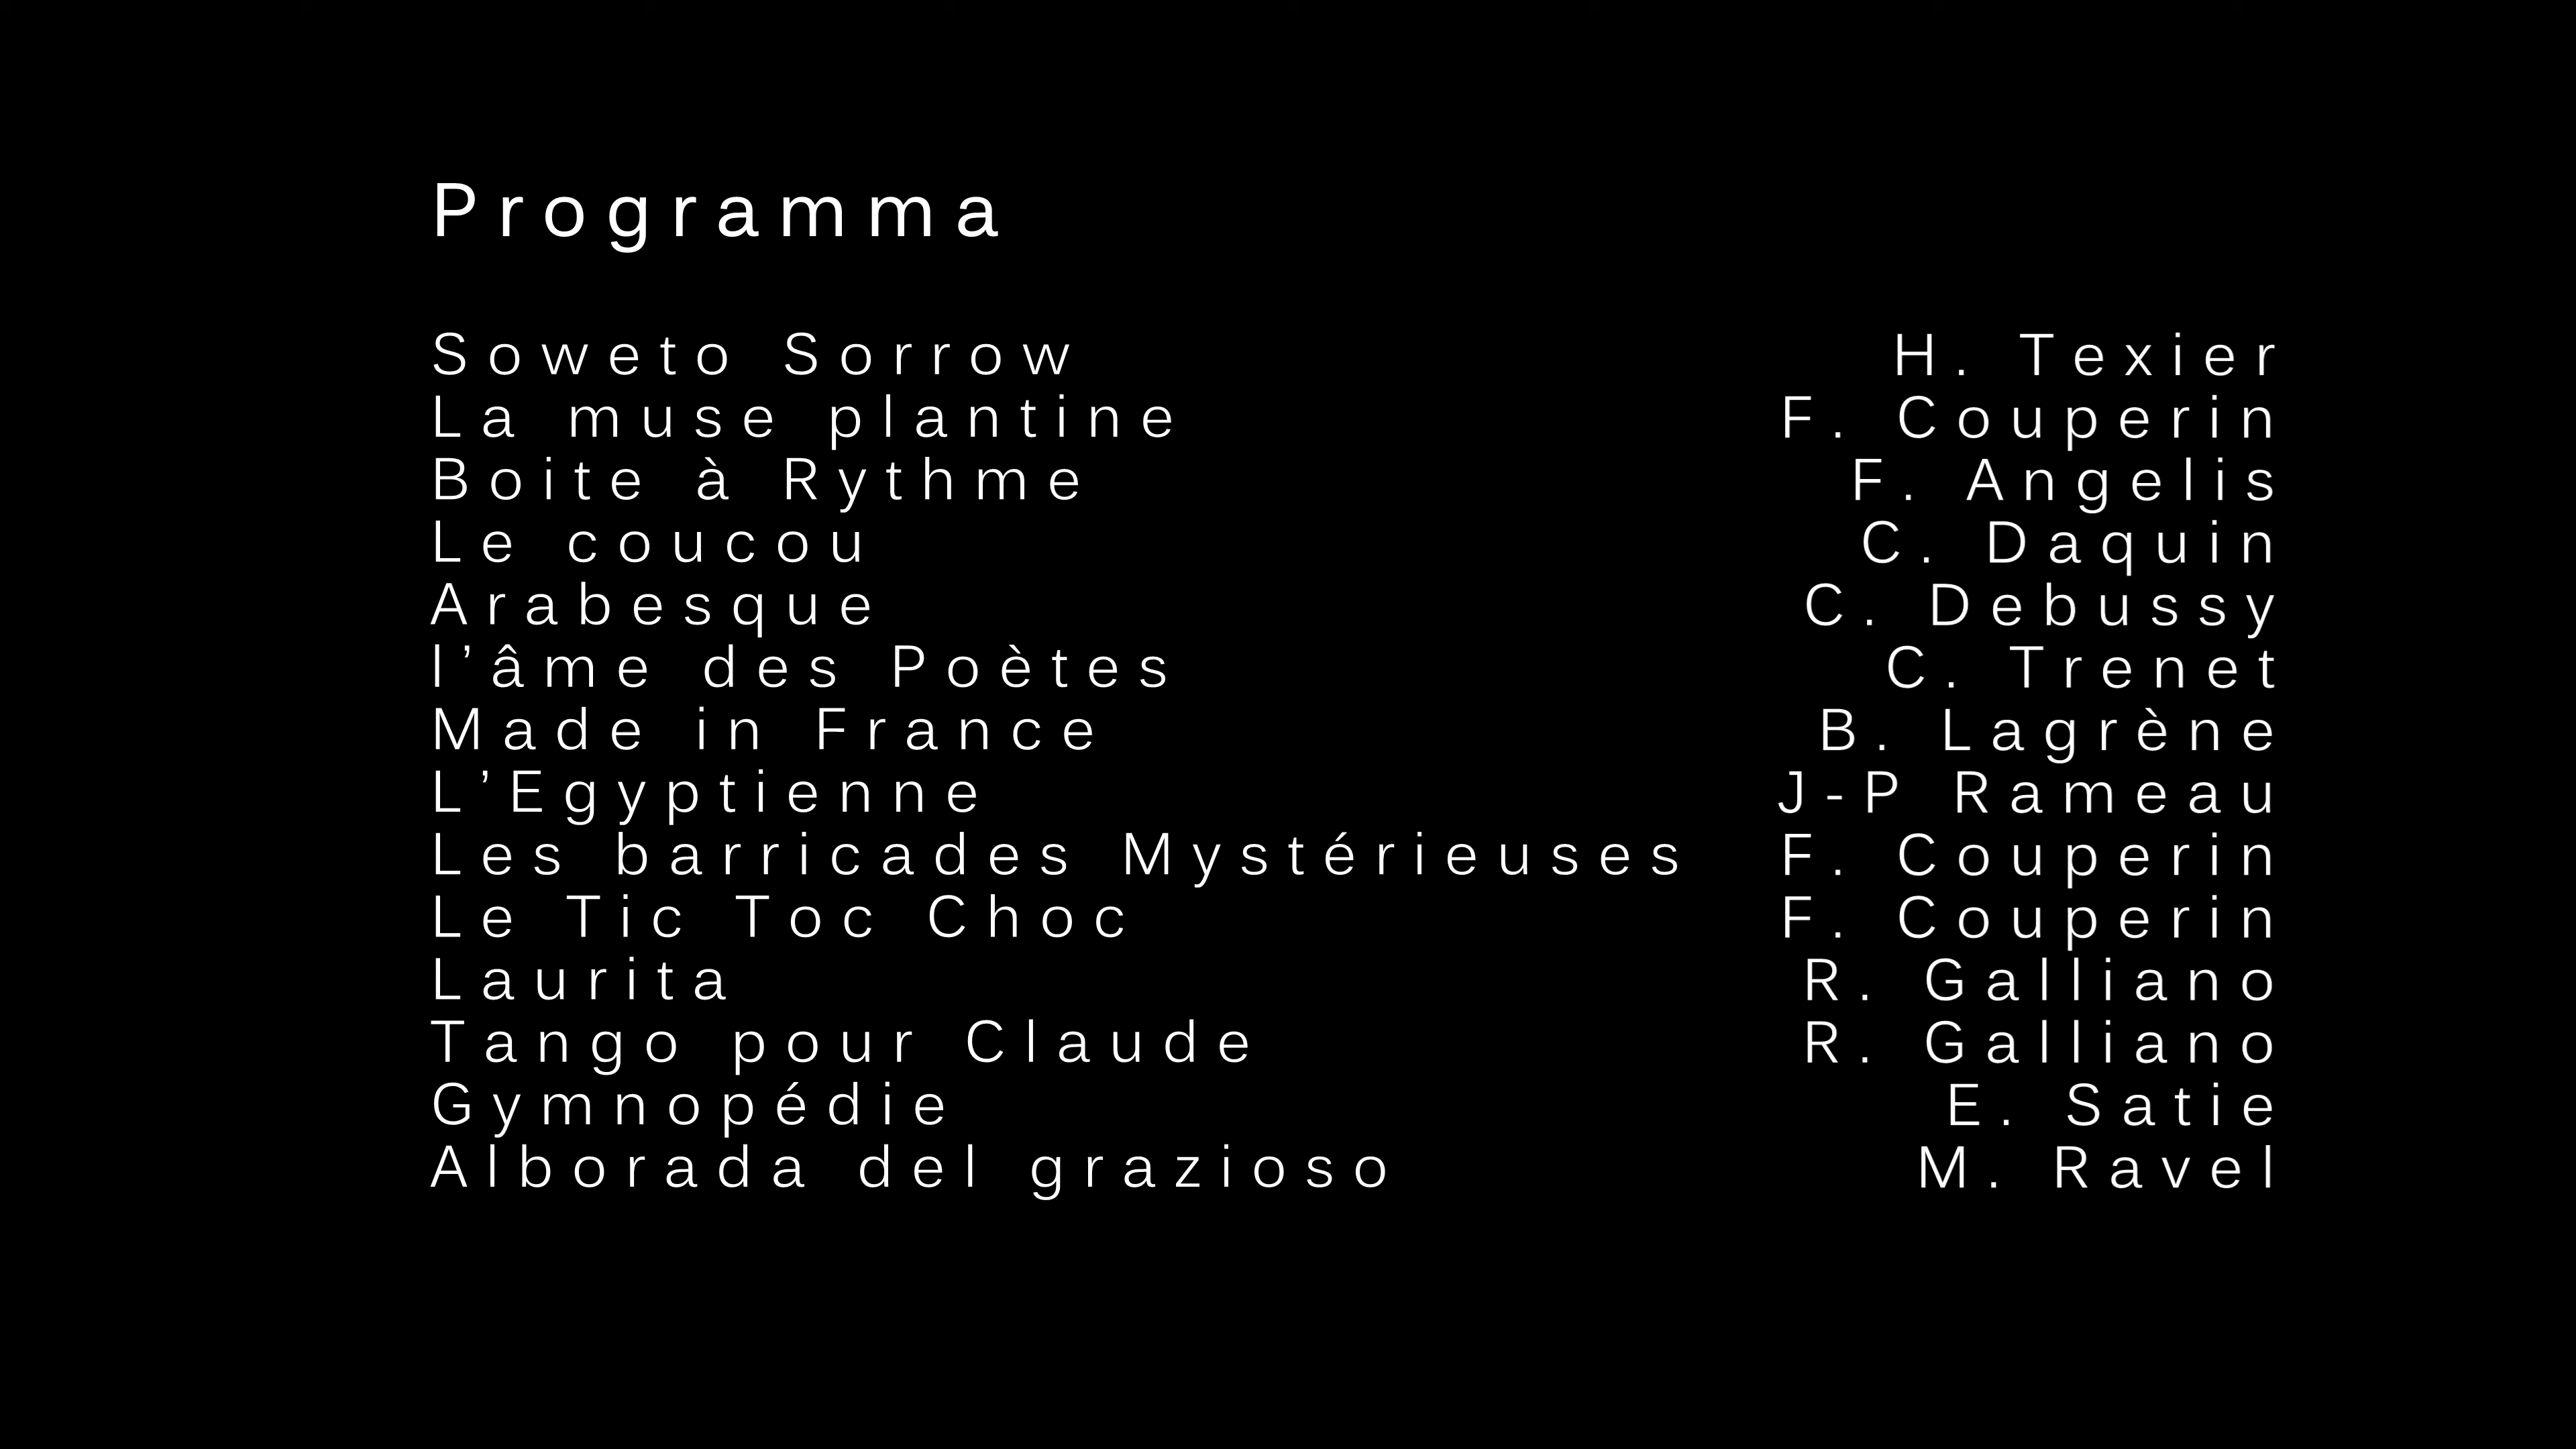 Programma
Soweto Sorrow H. Texier
La muse plantine F. Couperin
Boite à Rythme F. Angelis
Le coucou C. Daquin
Arabesque C. Debussy
l’âme des Poètes C. Trenet
Made in France B. Lagrène
L’Egyptienne J-P Rameau
Les barricades Mystérieuses F. Couperin
Le Tic Toc Choc F. Couperin
Laurita R. Galliano
Tango pour Claude R. Galliano
Gymnopédie E. Satie
Alborada del grazioso M. Ravel